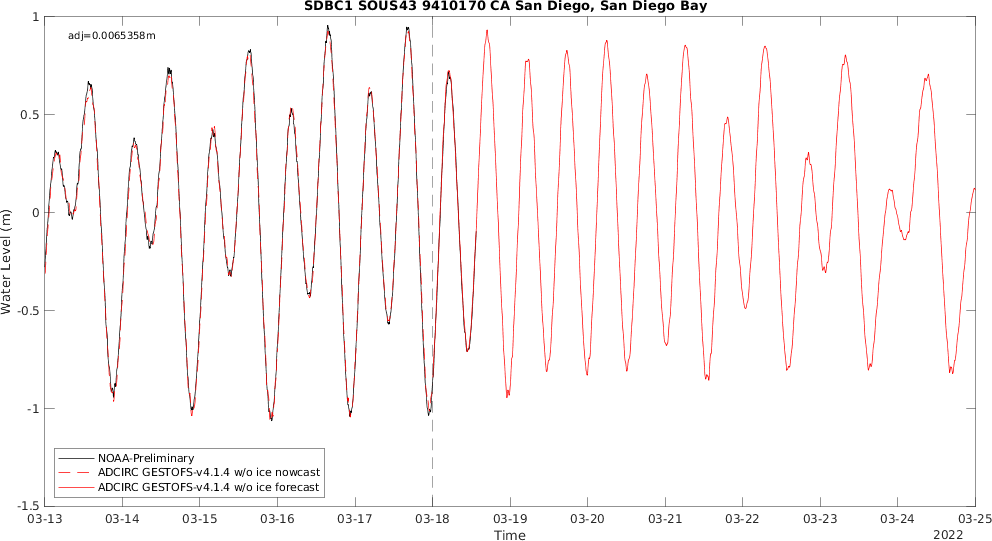 SDBC1 SOUS43 9410170 CA San Diego, San Diego Bay
adj=0.0065358m
1
0.5
0
-0.5
-1
-1.5
Water Level (m)
NOAA-Preliminary
ADCIRC GESTOFS-v4.1.4 w/o ice nowcast
ADCIRC GESTOFS-v4.1.4 w/o ice forecast
03-13 03-14 03-15 03-16 03-17 03-18 03-19 03-20 03-21 03-22 03-23 03-24 03-25
Time
2022